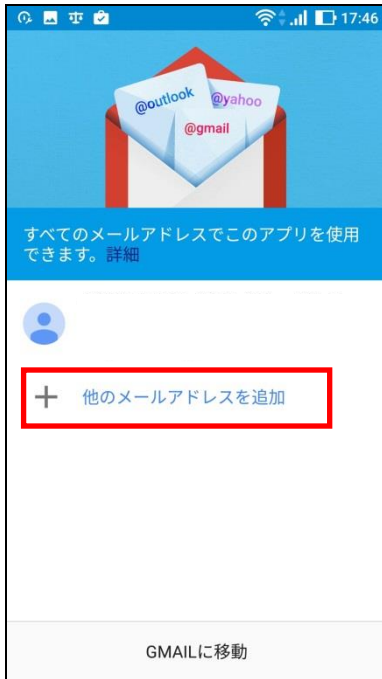 17:46
@outlook
@yahoo
@gmail
すべてのメールアドレスでこのアプリを使用
できます。詳細
他のメールアドレスを追加
GMAILに移動